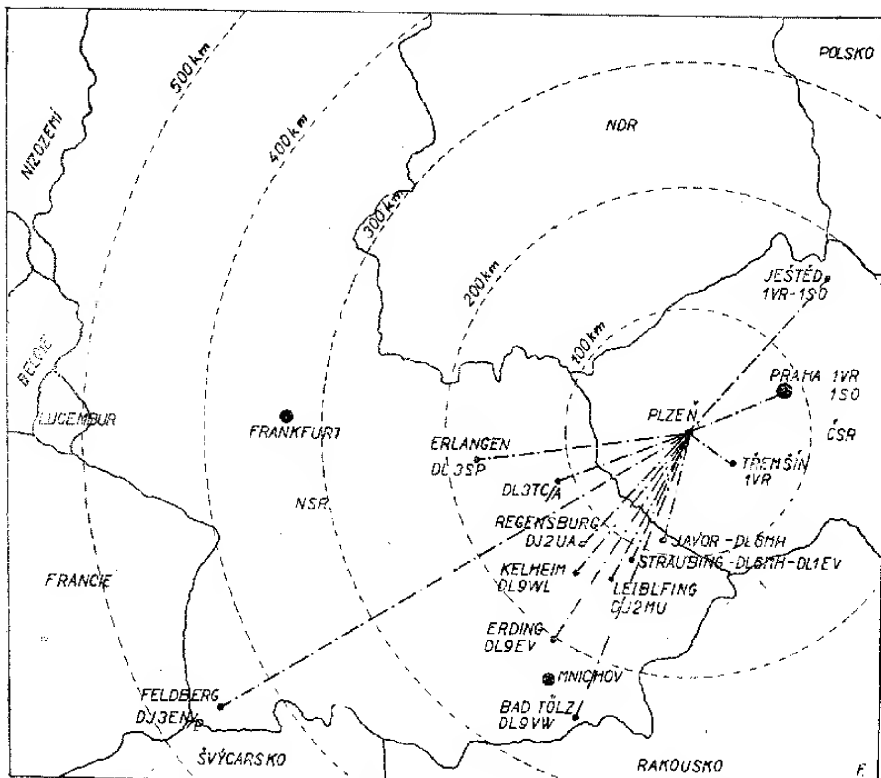 POLSKO
500 km
400 km
NDR
NIZOZEMÍ
300 km
200 km
JEŠTĚD
1VR-1SO
100 km
BELGIE
PRAHA 1VR
1SO
LUCEMBUR
PLZEŇ
ČSR
FRANKFURT
ERLANGEN
DL3SP
TŘEMŠÍN
1VR
DL3TC/A
NSR
REGENSBURG
DJ2UA
JAVOR-DL6MH
STRAUBING-DL6MH-DL1EV
KELHEIM
DL9WL
LEIBLFING
DJ2MU
FRANCIE
ERDING
DL9EV
MNICHOV
FELDBERG
DJ3EN/P
BAD TÖLZ
DL9VW
ŠVÝCARSKO
RAKOUSKO